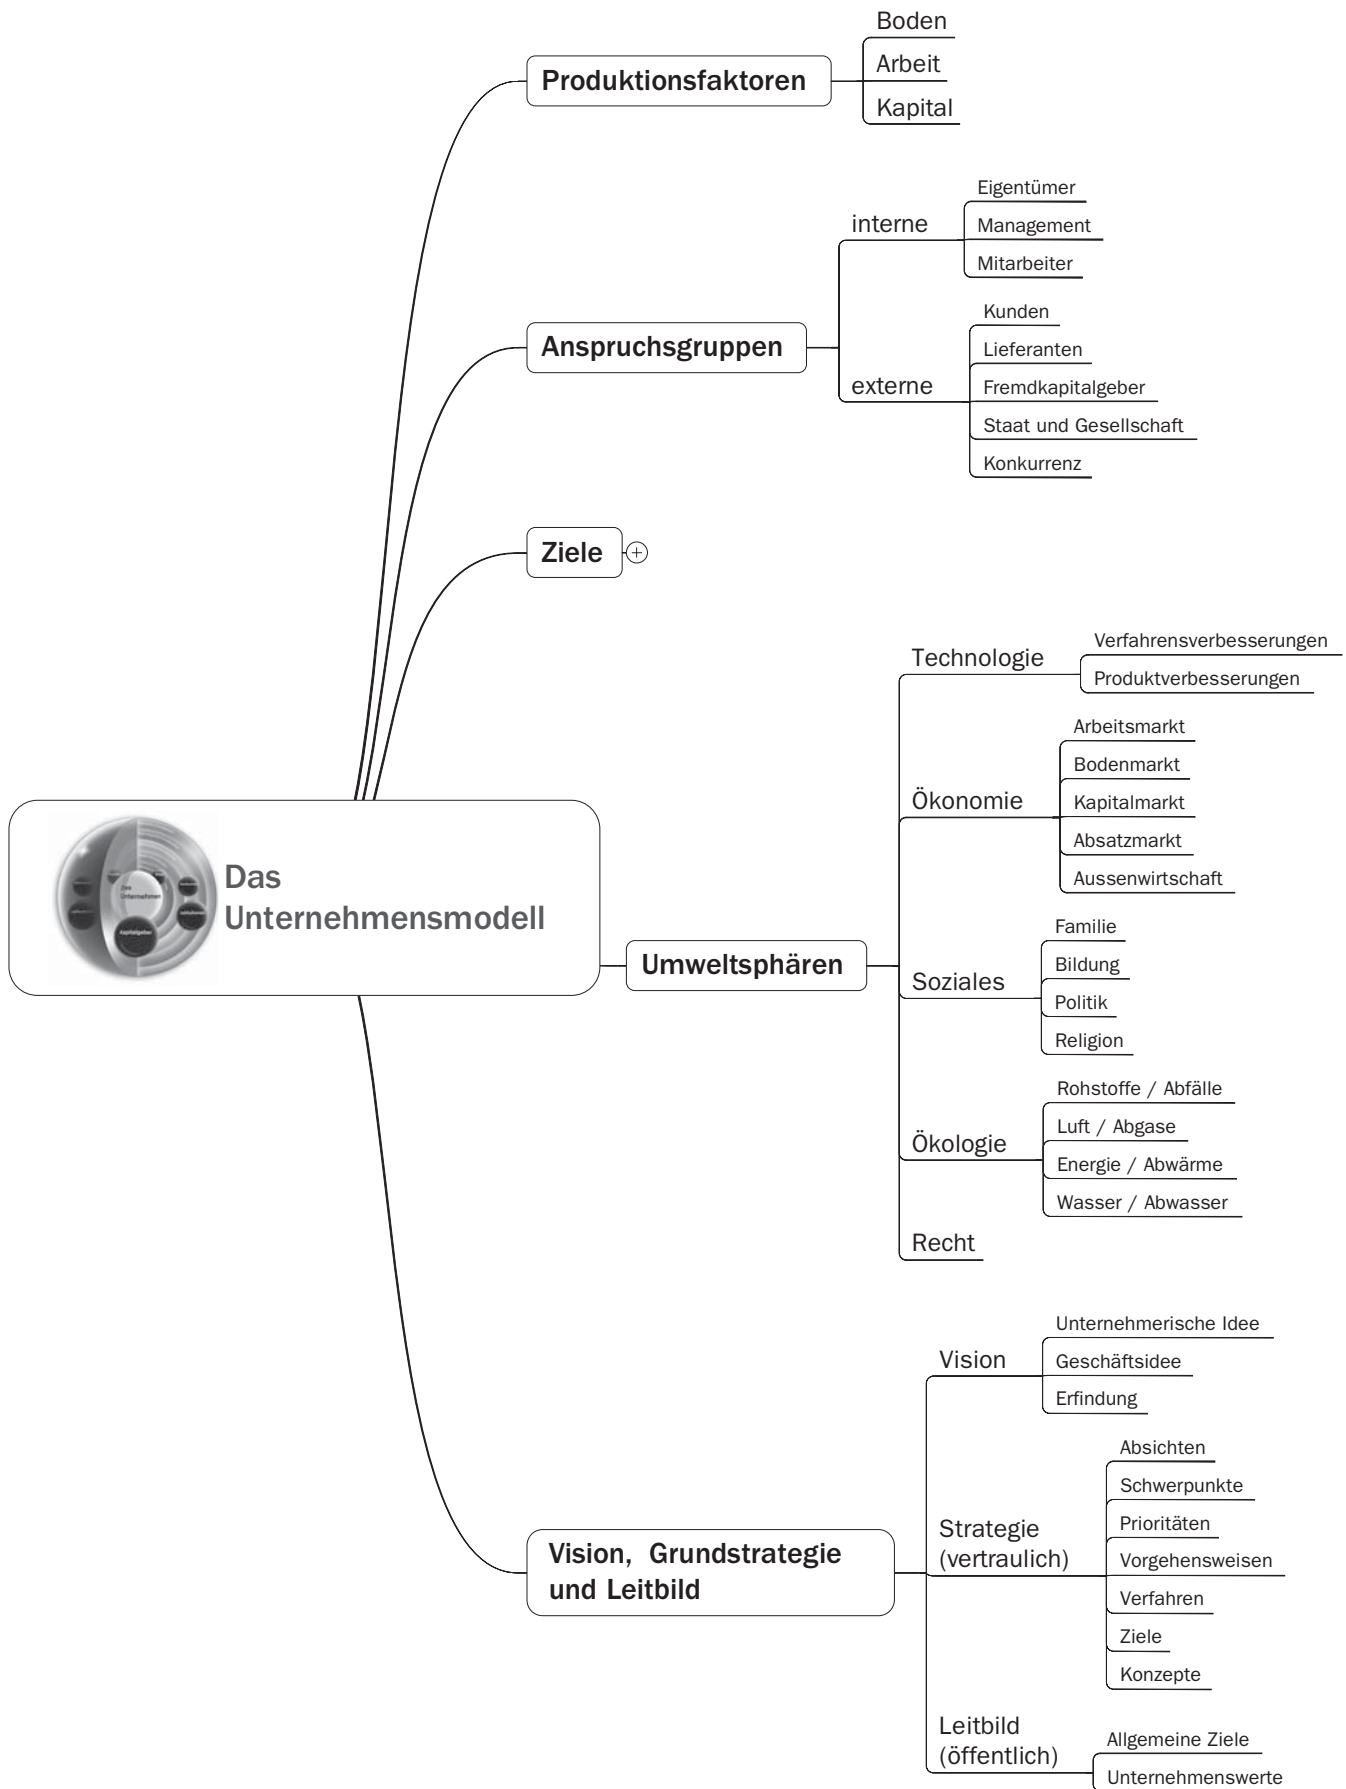 Boden
Produktionsfaktoren
Arbeit
Kapital
Eigentümer
interne
Management
Mitarbeiter
Anspruchsgruppen
Kunden
Lieferanten
externe
Fremdkapitalgeber
Staat und Gesellschaft
Konkurrenz
Ziele
Technologie
Verfahrensverbesserungen
Produktverbesserungen
Arbeitsmarkt
Bodenmarkt
Ökonomie
Kapitalmarkt
Absatzmarkt
Aussenwirtschaft
Das
Unternehmen
Kapitalgeber
Das
Unternehmensmodell
Umweltsphären
Familie
Bildung
Soziales
Politik
Religion
Rohstoffe / Abfälle
Luft / Abgase
Ökologie
Energie / Abwärme
Wasser / Abwasser
Recht
Unternehmerische Idee
Vision
Geschäftsidee
Erfindung
Absichten
Schwerpunkte
Strategie
(vertraulich)
Prioritäten
Vorgehensweisen
Verfahren
Ziele
Konzepte
Vision, Grundstrategie
und Leitbild
Leitbild
(öffentlich)
Allgemeine Ziele
Unternehmenswerte